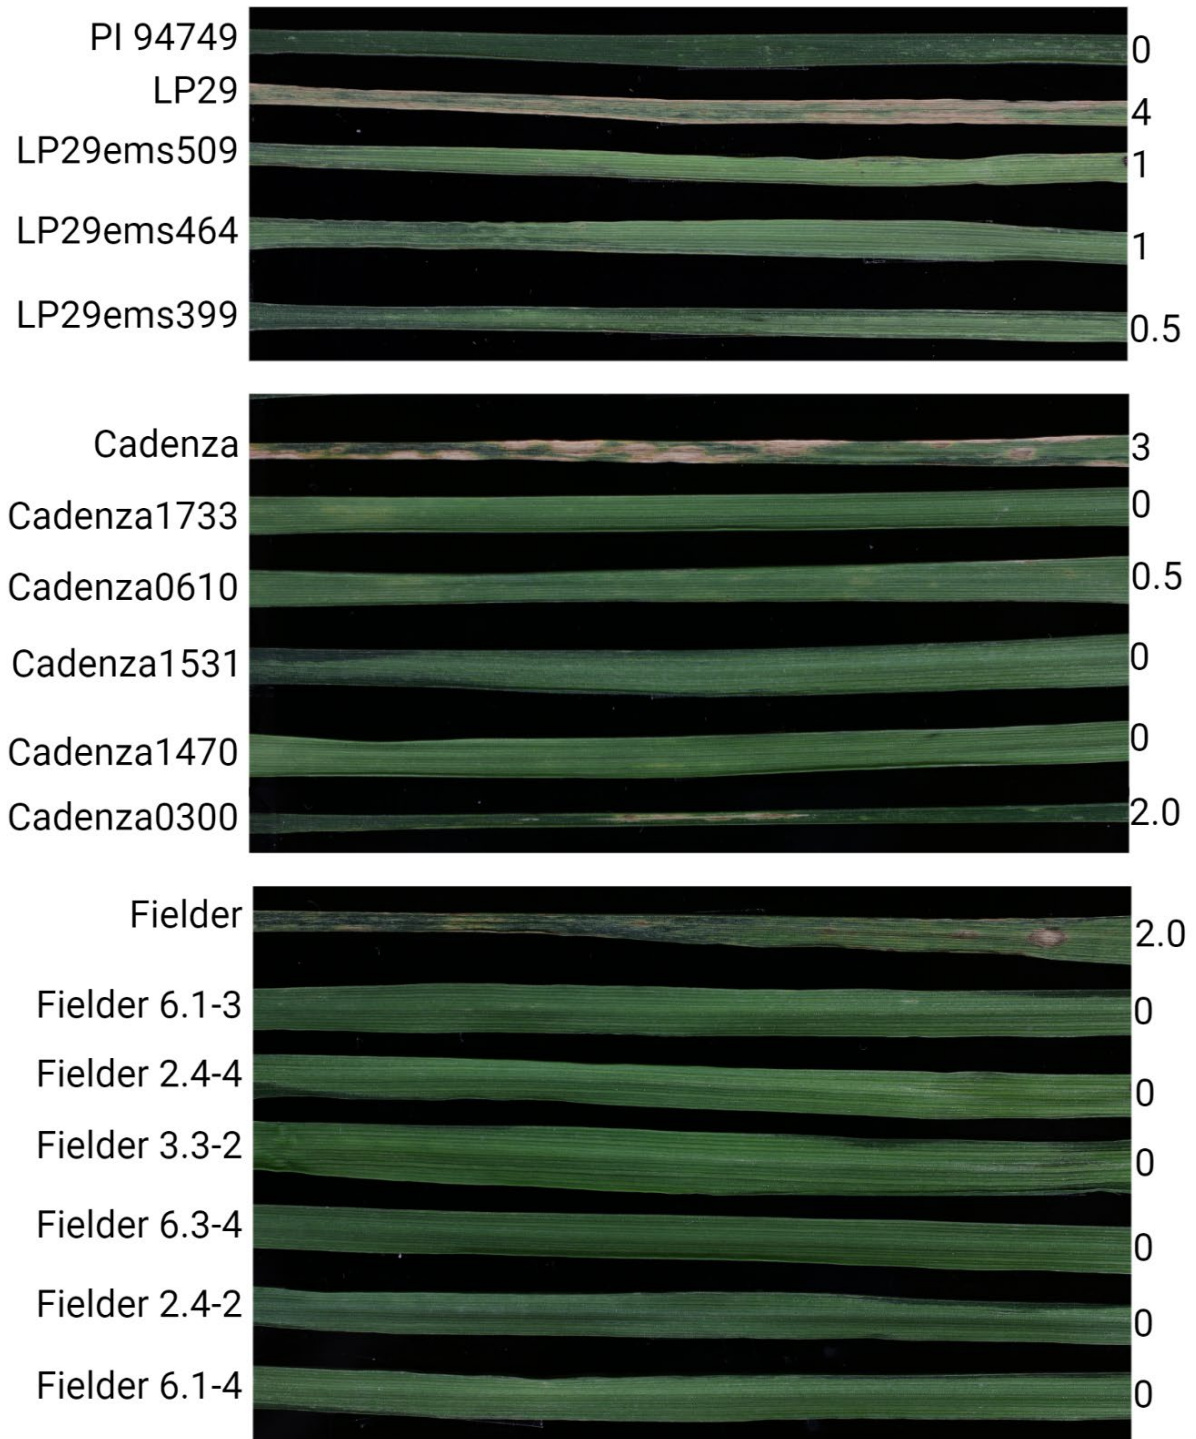 PI 94749 0
LP29 4
LP29ems509 1
LP29ems464 1
LP29ems399 0.5
Cadenza 3
Cadenza1733 0
Cadenza0610 0.5
Cadenza1531 0
Cadenza1470 0
Cadenza0300 2.0
Fielder 2.0
Fielder 6.1-3 0
Fielder 2.4-4 0
Fielder 3.3-2 0
Fielder 6.3-4 0
Fielder 2.4-2 0
Fielder 6.1-4 0